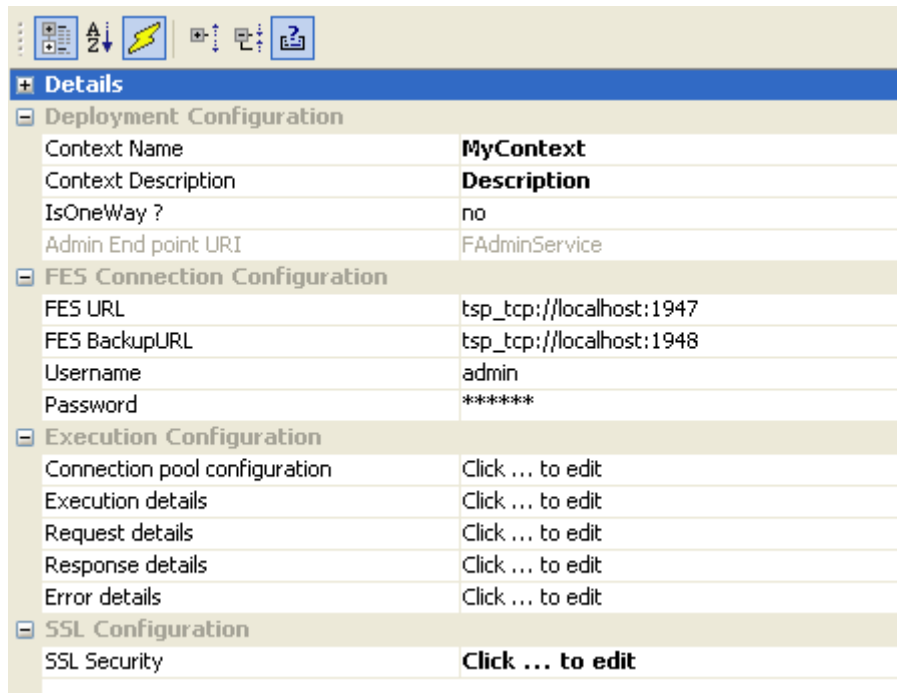 Details
Deployment Configuration
Context Name MyContext
Context Description Description
IsOneWay ? no
Admin End point URI FAdminService
FES Connection Configuration
FES URL tsp_tcp://localhost:1947
FES BackupURL tsp_tcp://localhost:1948
Username admin
Password ******
Execution Configuration
Connection pool configuration Click ... to edit
Execution details Click ... to edit
Request details Click ... to edit
Response details Click ... to edit
Error details Click ... to edit
SSL Configuration
SSL Security Click ... to edit